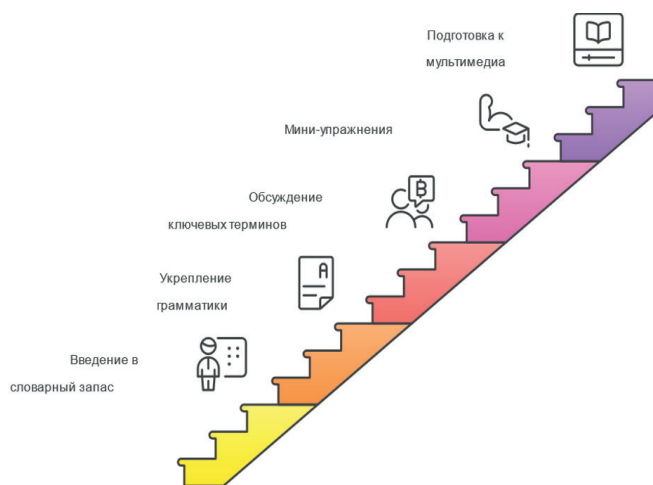 Подготовка к
мультимедиа
Мини-упражнения
Обсуждение
ключевых терминов
Укрепление
грамматики
Введение в
словарный запас